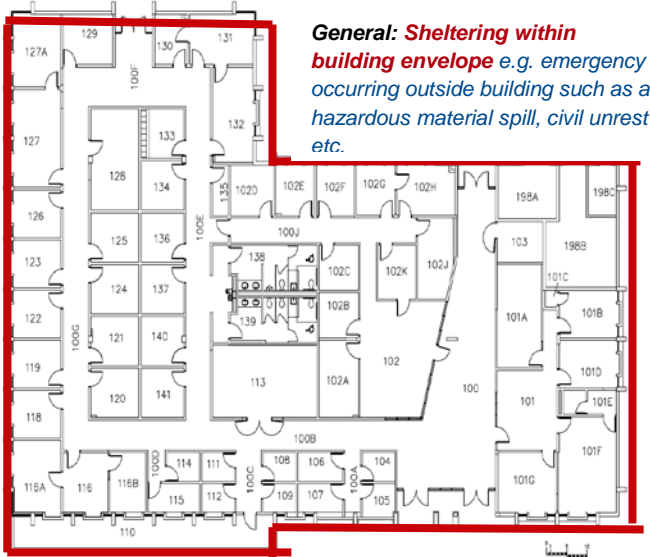 General: Sheltering within
building envelope e.g. emergency
occurring outside building such as a
hazardous material spill, civil unrest
etc.
127A
129
130
131
100F
127
132
133
128
134
135
102D
102E
102F
102G
102H
198A
198C
126
125
136
100E
100J
103
198B
123
138
102C
102K
102J
101C
124
137
122
102B
101A
101B
100G
139
121
140
119
102
100
101D
113
102A
120
141
101
101E
118
100B
101F
116A
116
116B
100D
114
111
100C
108
106
100A
104
101G
115
112
109
107
105
110